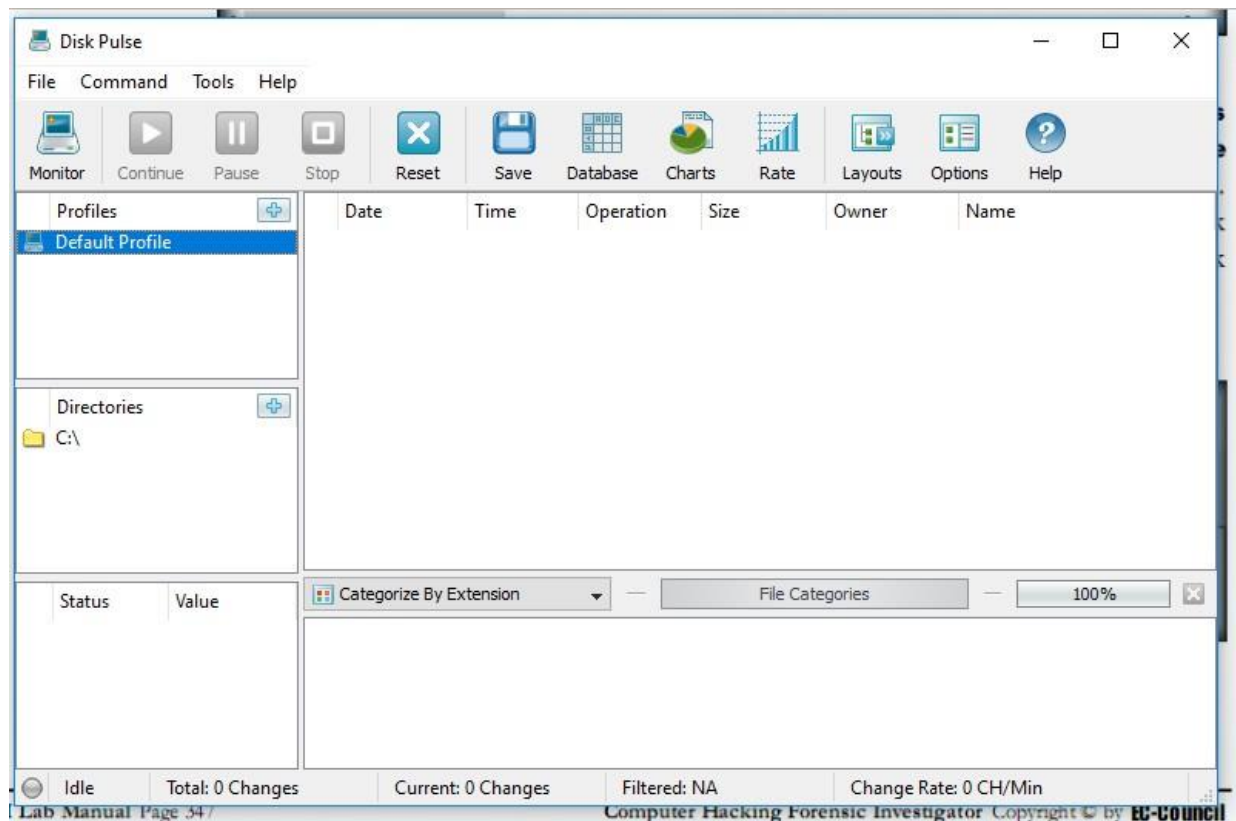 Disk Pulse
File Command Tools Help
Monitor Continue Pause Stop Reset Save Database Charts Rate Layouts Options Help
Profiles
Default Profile
Date Time Operation Size Owner Name
Directories
C:\
Status Value
Categorize By Extension File Categories 100%
Idle Total: 0 Changes Current: 0 Changes Filtered: NA Change Rate: 0 CH/Min
Lab Manual Page 347 Computer Hacking Forensic Investigator Copyright © by EC-Council